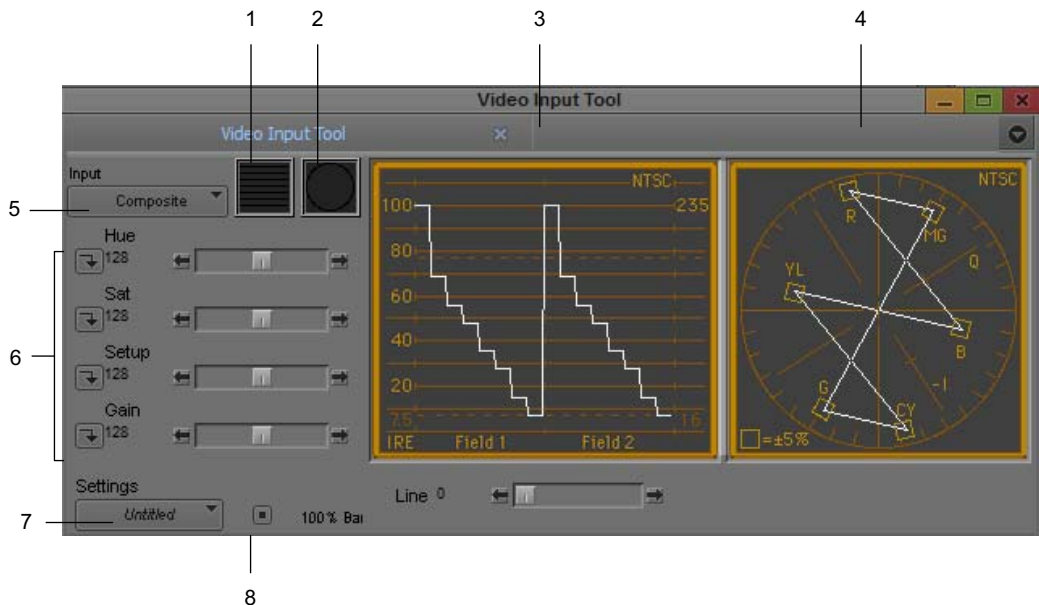 1 2 3 4
Video Input Tool
Video Input Tool
Input
Composite
5
Hue
128
Sat
128
Setup
128
Gain
128
6
NTSC
100 235
80
60
40
20
7.5 16
IRE Field 1 Field 2
NTSC
R
MG
Q
YL
B
-I
G
CY
=±5%
Settings
Untitled
7
100% Bar
Line 0
8